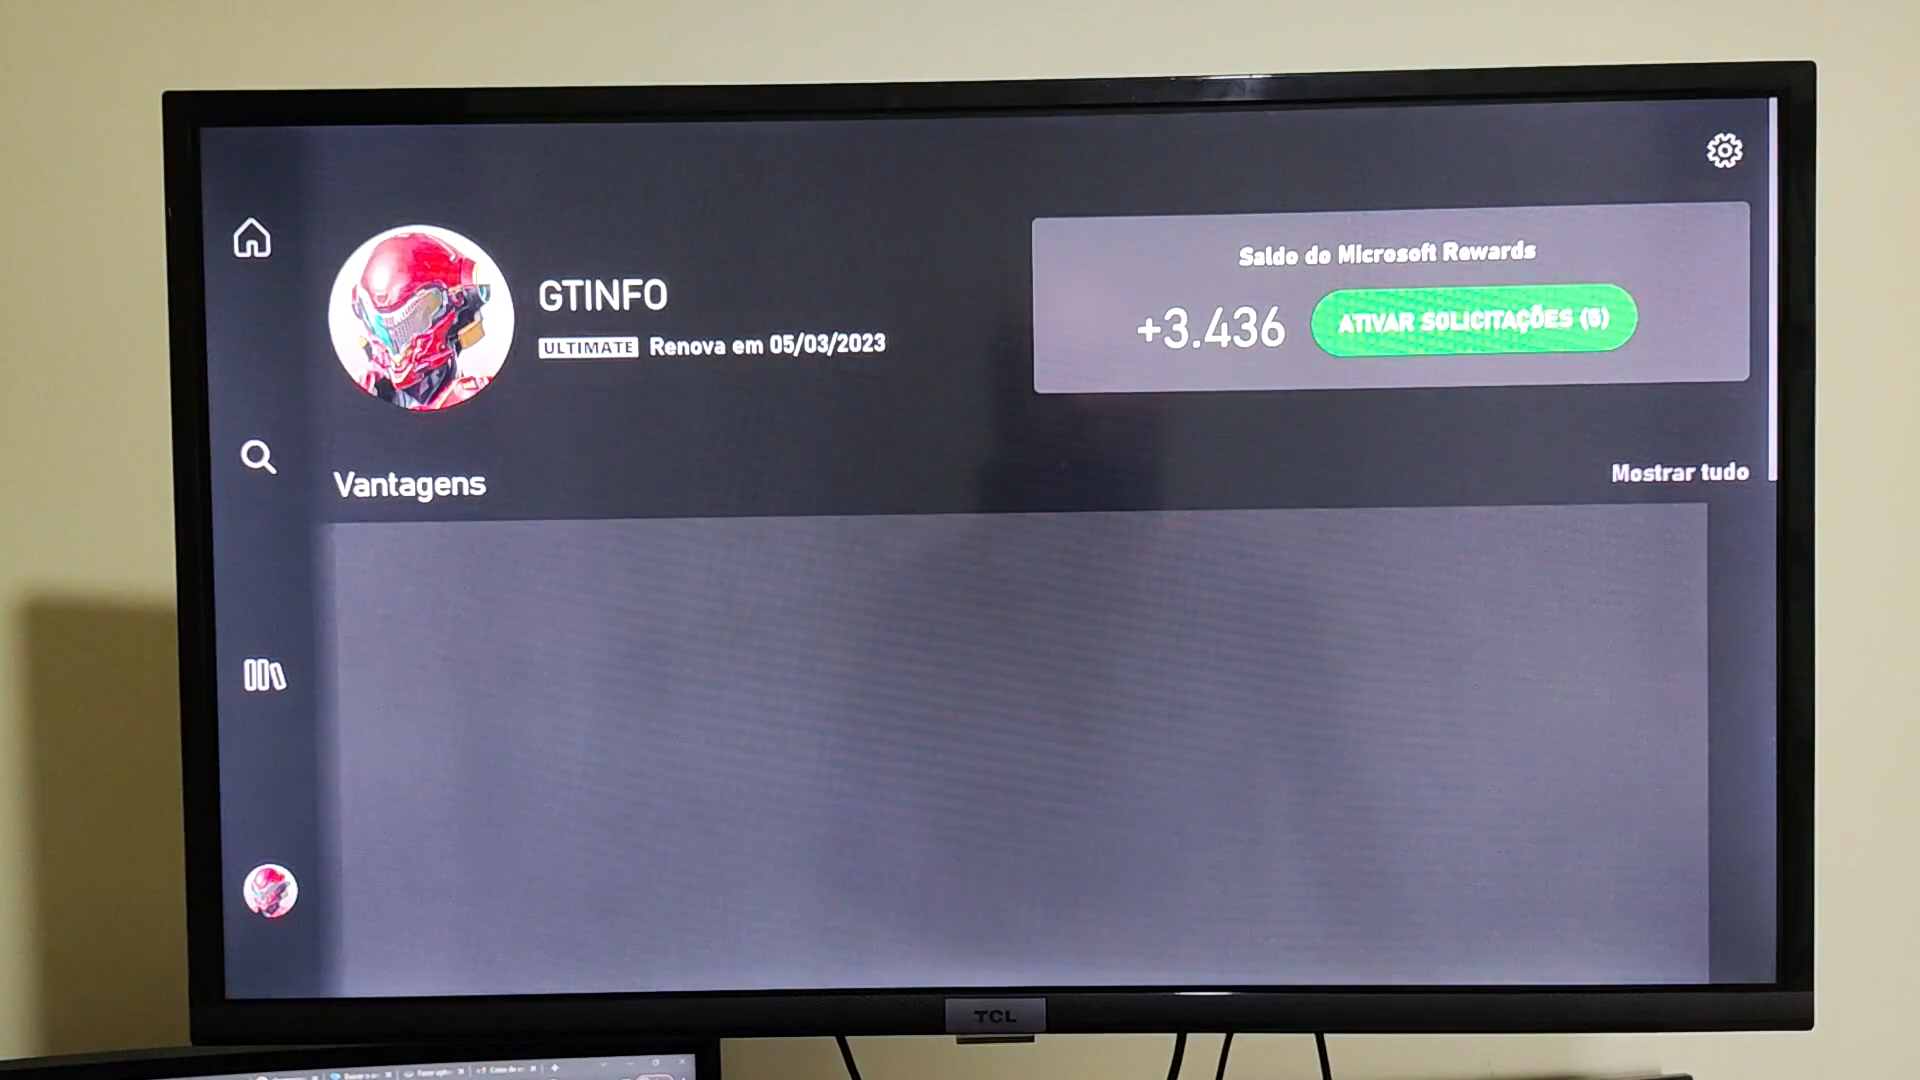 Saldo do Microsoft Rewards
GTINFO
+3.436
ATIVAR SOLICITAÇÕES (5)
ULTIMATE Renova em 05/03/2023
Vantagens
Mostrar tudo
TCL